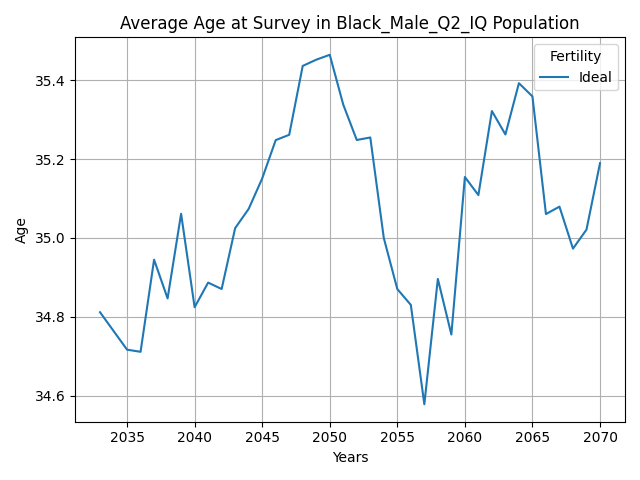 Average Age at Survey in Black_Male_Q2_IQ Population
Fertility
Ideal
35.4
35.2
35.0
34.8
34.6
Age
2035 2040 2045 2050 2055 2060 2065 2070
Years